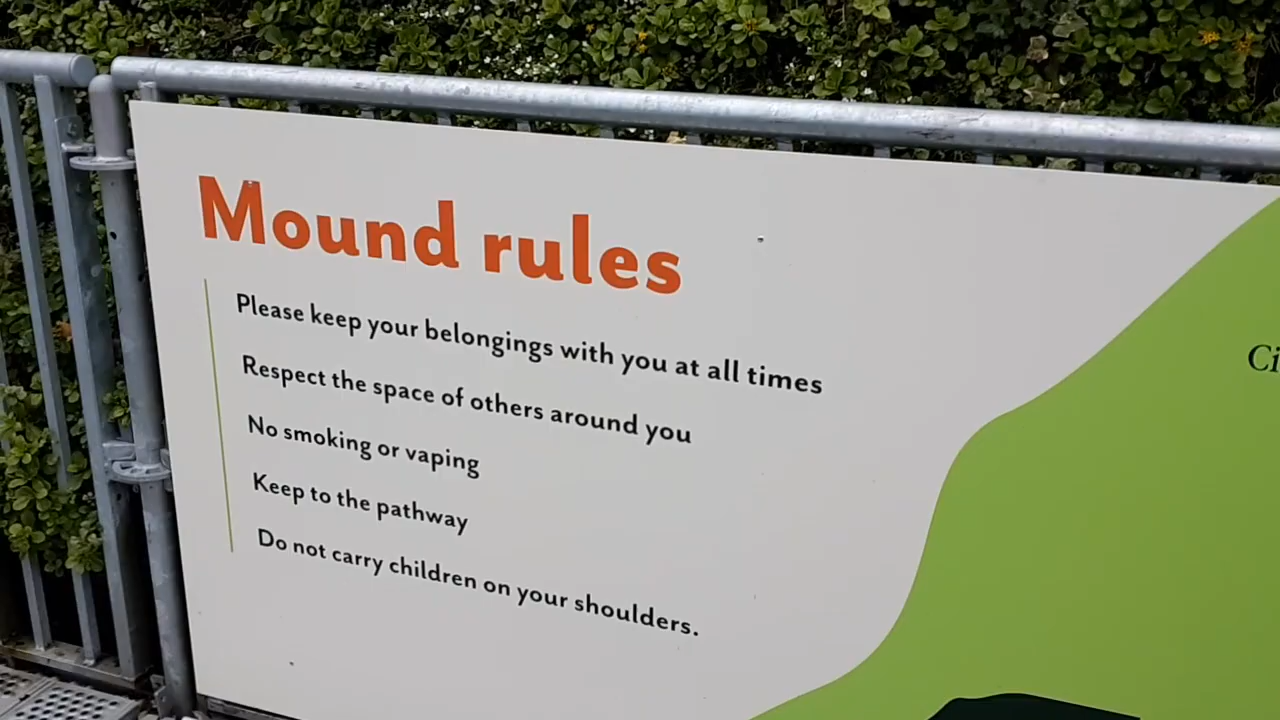 Mound rules
Please keep your belongings with you at all times
Respect the space of others around you
No smoking or vaping
Keep to the pathway
Do not carry children on your shoulders.